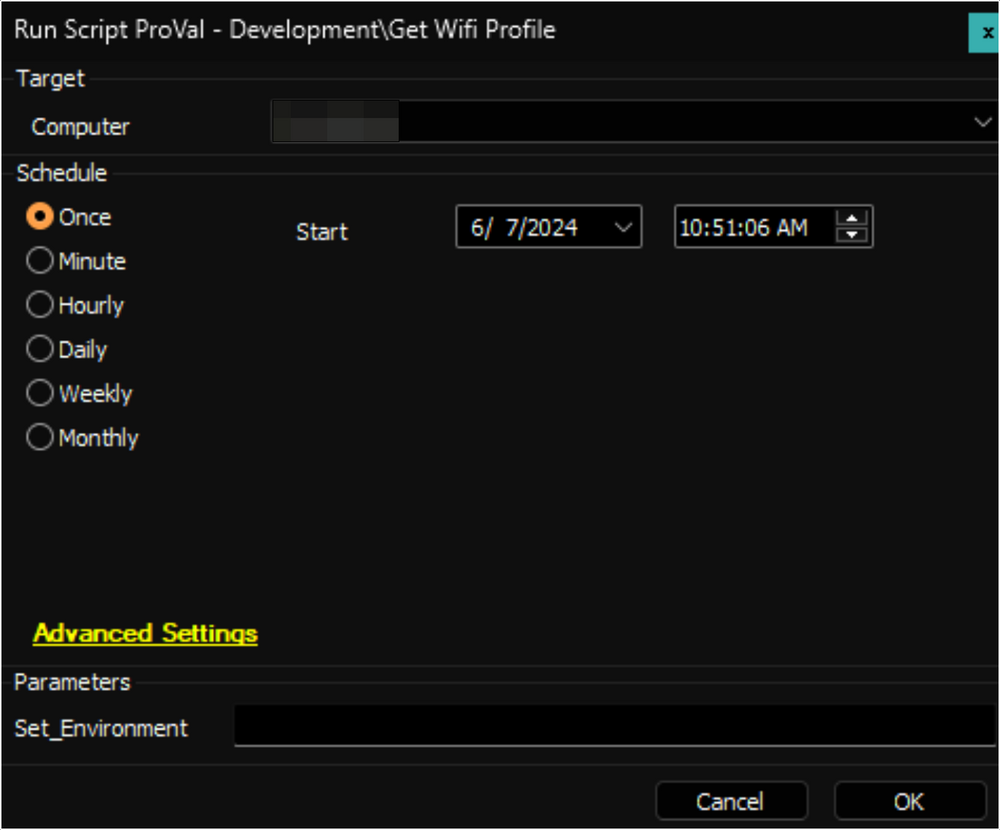 Run Script ProVal - Development\Get Wifi Profile x
Target
Computer
Schedule
Once
Start 6/ 7/2024 10:51:06 AM
Minute
Hourly
Daily
Weekly
Monthly
Advanced Settings
Parameters
Set_Environment
Cancel OK